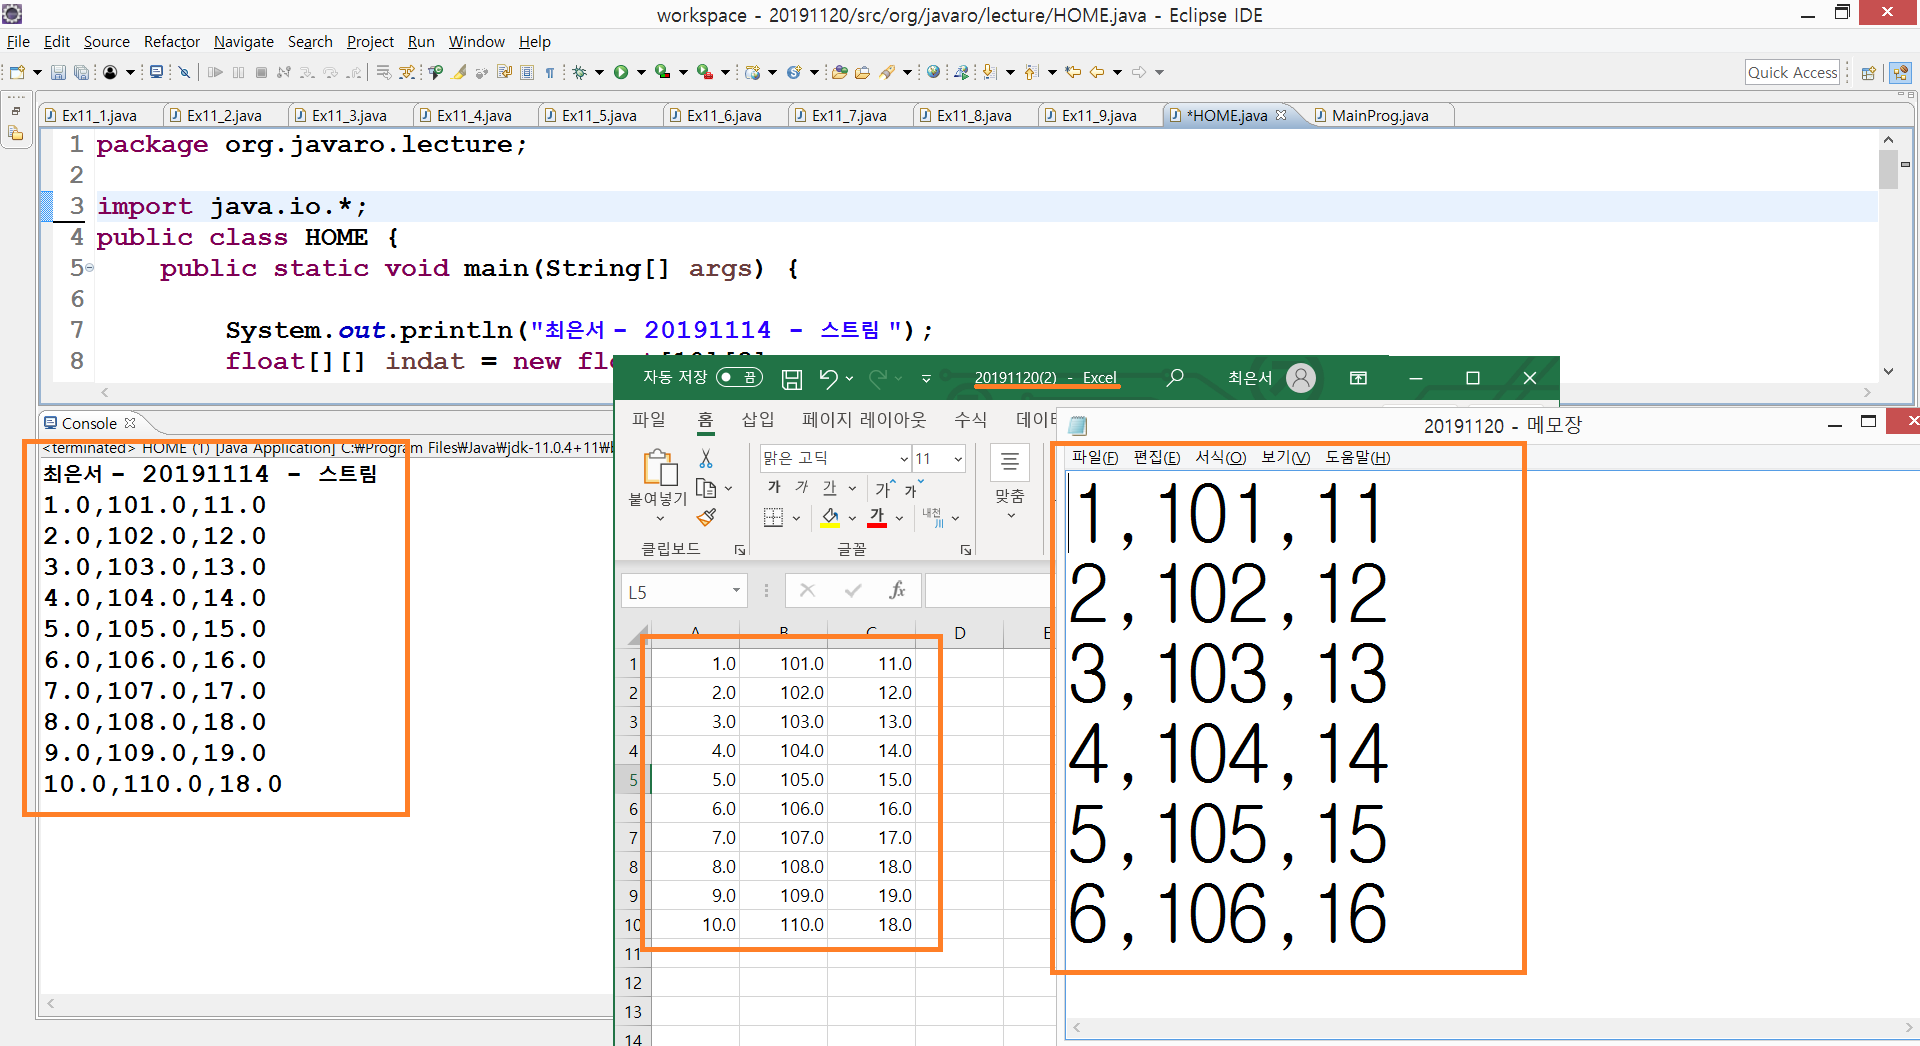 workspace - 20191120/src/org/javaro/lecture/HOME.java - Eclipse IDE
File Edit Source Refactor Navigate Search Project Run Window Help
Quick Access
Ex11_1.java Ex11_2.java Ex11_3.java Ex11_4.java Ex11_5.java Ex11_6.java Ex11_7.java Ex11_8.java Ex11_9.java *HOME.java MainProg.java
1 package org.javaro.lecture;
2
3 import java.io.*;
4 public class HOME {
5 public static void main(String[] args) {
6
7 System.out.println("최은서 - 20191114 - 스트림 ");
8 float[][] indat = new
Console
<terminated> HOME (1) [Java Application] C:₩Program Files₩Java₩jdk-11.0.4+11₩
최은서 - 20191114 - 스트림
1.0,101.0,11.0
2.0,102.0,12.0
3.0,103.0,13.0
4.0,104.0,14.0
5.0,105.0,15.0
6.0,106.0,16.0
7.0,107.0,17.0
8.0,108.0,18.0
9.0,109.0,19.0
10.0,110.0,18.0
자동 저장 끔 20191120(2) - Excel 최은서
파일 홈 삽입 페이지 레이아웃 수식
붙여넣기
클립보드
맑은 고딕 11
가 가 가 가 가
가 내천 川
글꼴
맞춤
L5 fx
A B C D E
1 1.0 101.0 11.0
2 2.0 102.0 12.0
3 3.0 103.0 13.0
4 4.0 104.0 14.0
5 5.0 105.0 15.0
6 6.0 106.0 16.0
7 7.0 107.0 17.0
8 8.0 108.0 18.0
9 9.0 109.0 19.0
10 10.0 110.0 18.0
11
12
13
14
20191120 - 메모장
파일(F) 편집(E) 서식(O) 보기(V) 도움말(H)
1,101,11
2,102,12
3,103,13
4,104,14
5,105,15
6,106,16